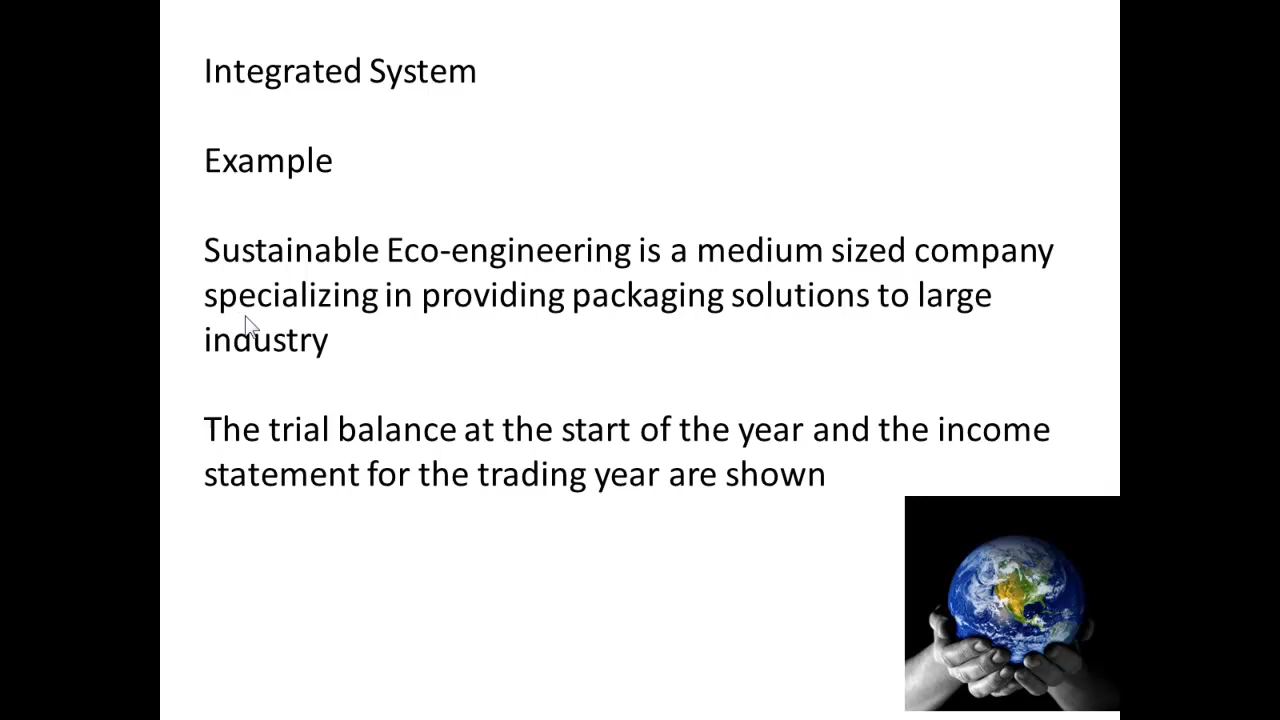 Integrated System
Example
Sustainable Eco-engineering is a medium sized company
specializing in providing packaging solutions to large
industry
The trial balance at the start of the year and the income
statement for the trading year are shown